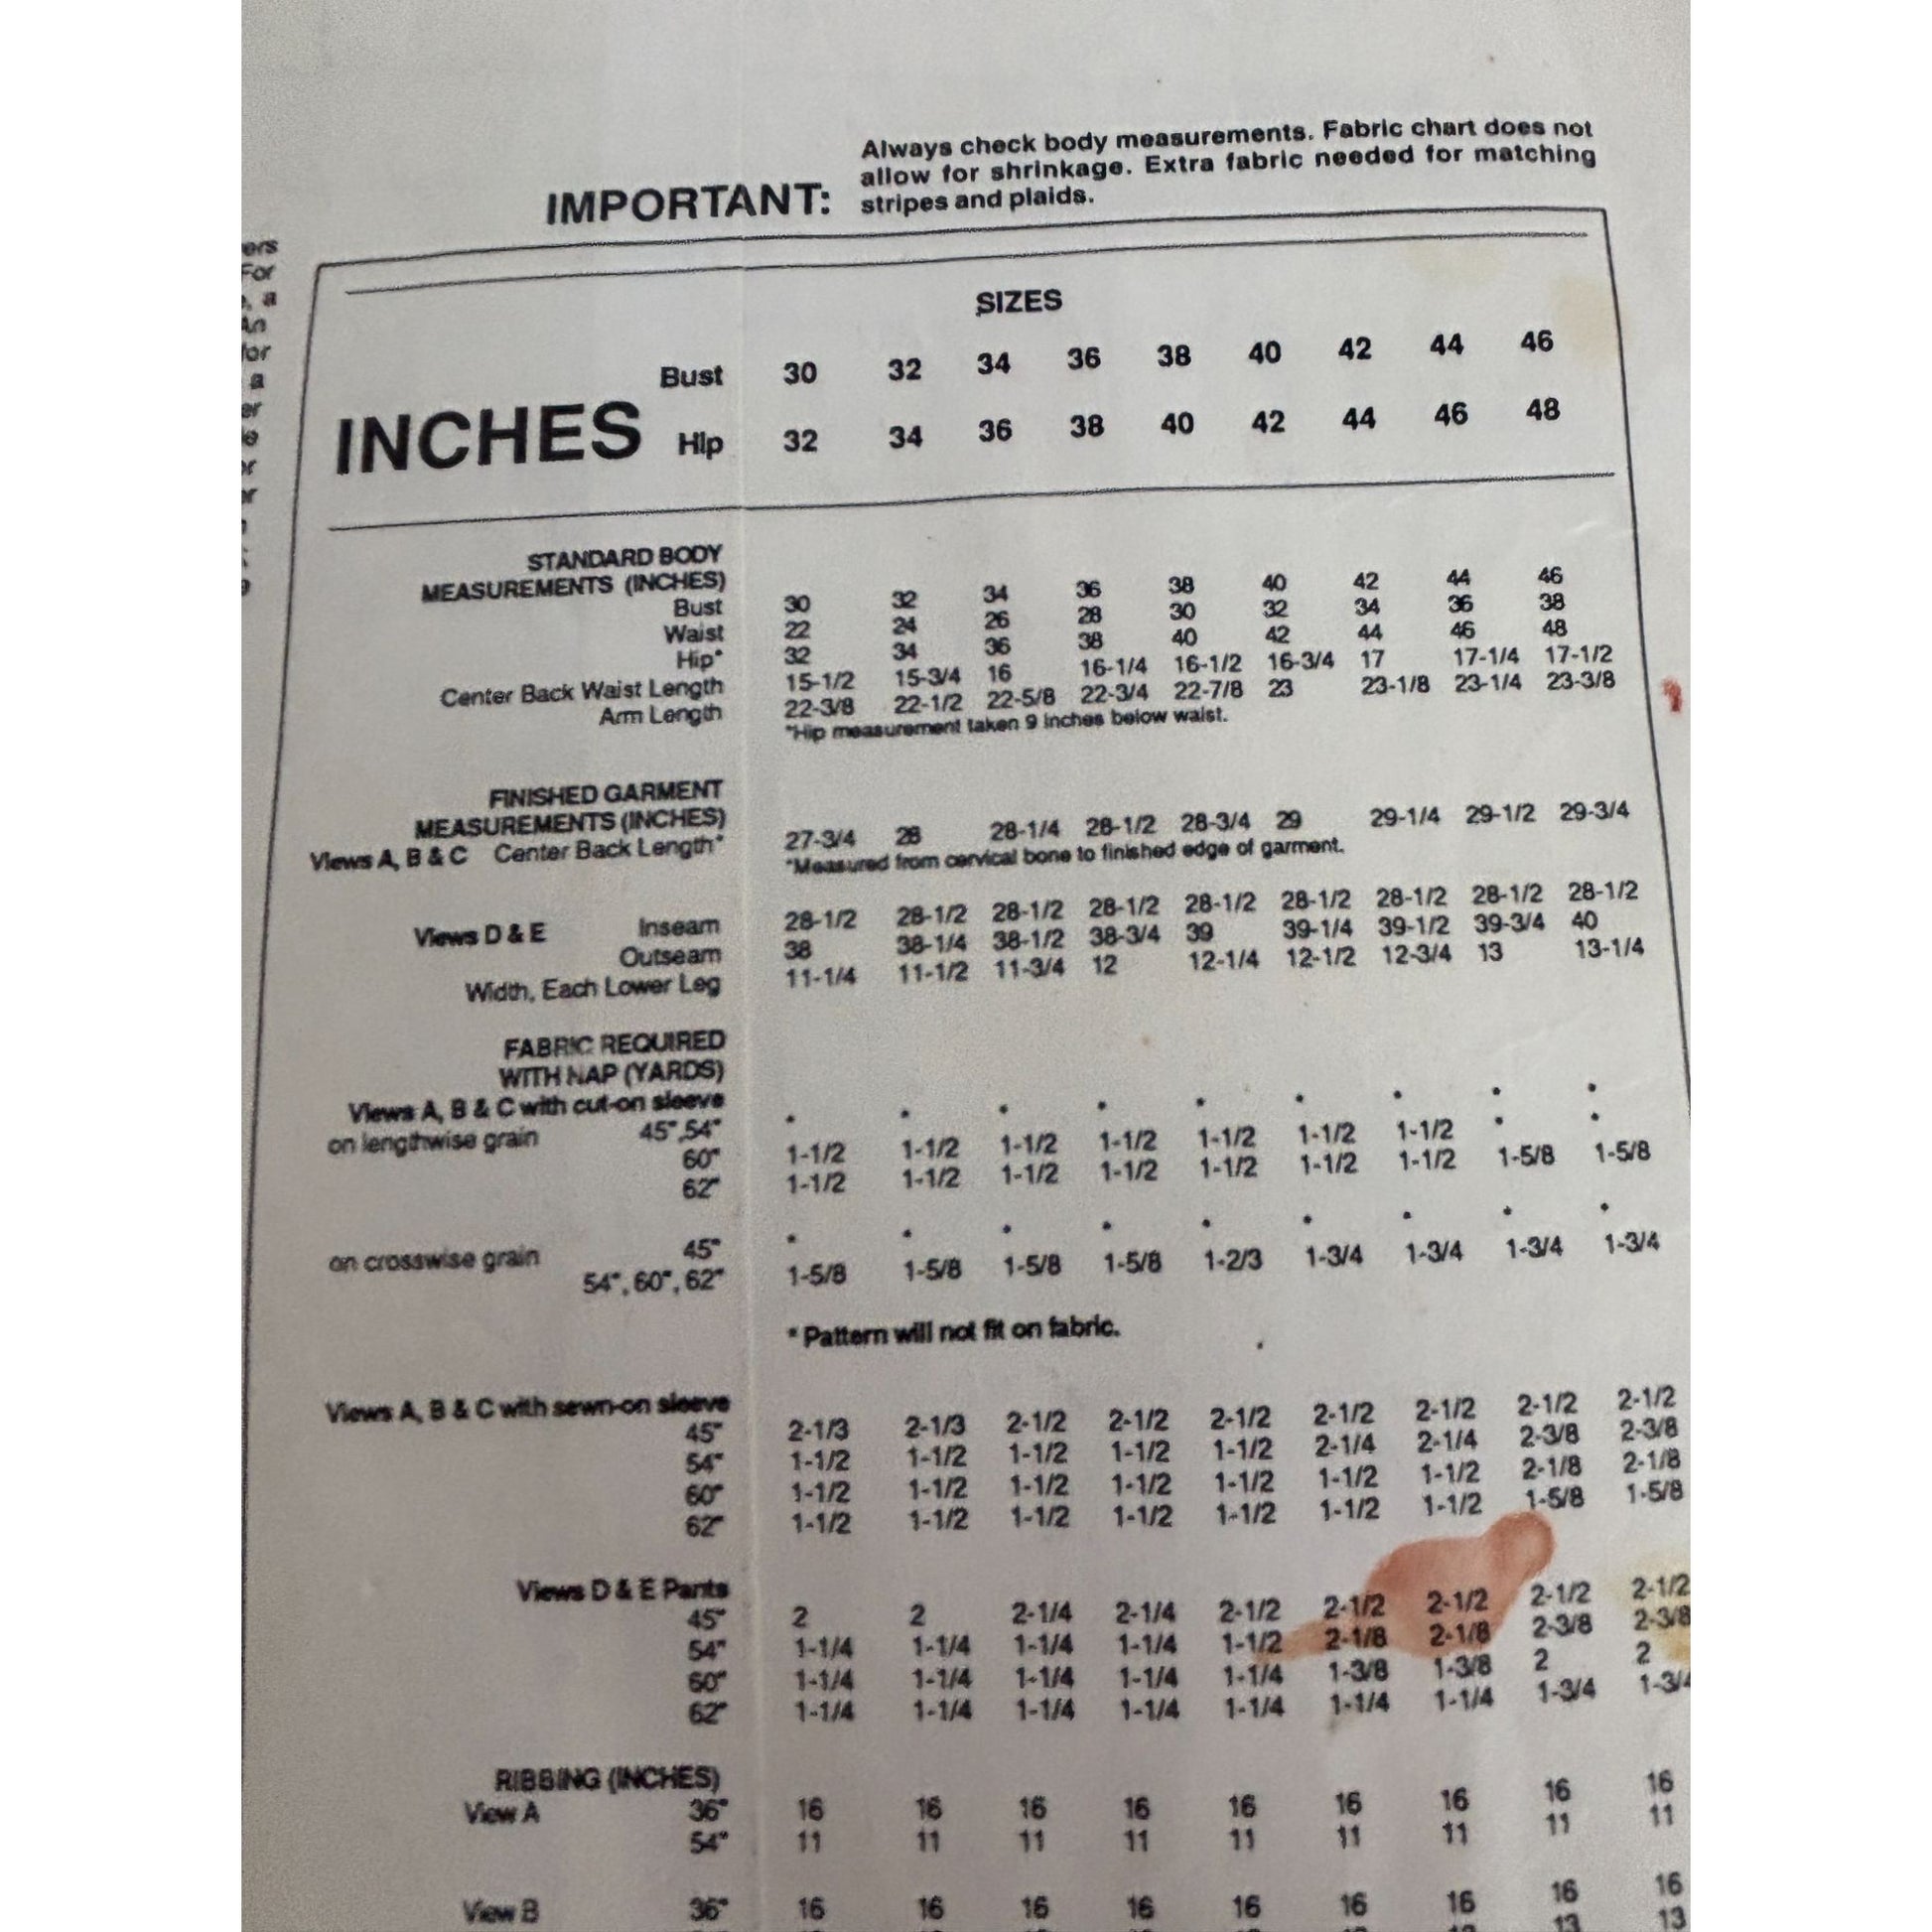 Always check body measurements. Fabric chart does not
allow for shrinkage. Extra fabric needed for matching
IMPORTANT: stripes and plaids.
ers
For
, a
An
for
a
er
e
or
er
SIZES
Bust 30 32 34 36 38 40 42 44 46
INCHES Hip 32 34 36 38 40 42 44 46 48
STANDARD BODY
MEASUREMENTS (INCHES)
Bust 30 32 34 36 38 40 42 44 46
Waist 22 24 26 28 30 32 34 36 38
Hip* 32 34 36 38 40 42 44 46 48
Center Back Waist Length 15-1/2 15-3/4 16 16-1/4 16-1/2 16-3/4 17 17-1/4 17-1/2
Arm Length 22-3/8 22-1/2 22-5/8 22-3/4 22-7/8 23 23-1/8 23-1/4 23-3/8
*Hip measurement taken 9 inches below waist.
FINISHED GARMENT
MEASUREMENTS (INCHES)
Views A, B & C Center Back Length* 27-3/4 28 28-1/4 28-1/2 28-3/4 29 29-1/4 29-1/2 29-3/4
*Measured from cervical bone to finished edge of garment.
Views D & E Inseam 28-1/2 28-1/2 28-1/2 28-1/2 28-1/2 28-1/2 28-1/2 28-1/2 28-1/2
Outseam 38 38-1/4 38-1/2 38-3/4 39 39-1/4 39-1/2 39-3/4 40
Width, Each Lower Leg 11-1/4 11-1/2 11-3/4 12 12-1/4 12-1/2 12-3/4 13 13-1/4
FABRIC REQUIRED
WITH NAP (YARDS)
Views A, B & C with cut-on sleeve
on lengthwise grain 45",54" * * * * * * * * *
60" 1-1/2 1-1/2 1-1/2 1-1/2 1-1/2 1-1/2 1-1/2 * *
62" 1-1/2 1-1/2 1-1/2 1-1/2 1-1/2 1-1/2 1-1/2 1-5/8 1-5/8
on crosswise grain 45" * * * * * * * * *
54", 60", 62" 1-5/8 1-5/8 1-5/8 1-5/8 1-2/3 1-3/4 1-3/4 1-3/4 1-3/4
* Pattern will not fit on fabric.
Views A, B & C with sewn-on sleeve
45" 2-1/3 2-1/3 2-1/2 2-1/2 2-1/2 2-1/2 2-1/2 2-1/2 2-1/2
54" 1-1/2 1-1/2 1-1/2 1-1/2 1-1/2 2-1/4 2-1/4 2-3/8 2-3/8
60" 1-1/2 1-1/2 1-1/2 1-1/2 1-1/2 1-1/2 1-1/2 2-1/8 2-1/8
62" 1-1/2 1-1/2 1-1/2 1-1/2 1-1/2 1-1/2 1-1/2 1-5/8 1-5/8
Views D & E Pants
45" 2 2 2-1/4 2-1/4 2-1/2 2-1/2 2-1/2 2-1/2 2-1/2
54" 1-1/4 1-1/4 1-1/4 1-1/4 1-1/2 2-1/8 2-1/8 2-3/8 2-3/8
60" 1-1/4 1-1/4 1-1/4 1-1/4 1-1/4 1-3/8 1-3/8 2 2
62" 1-1/4 1-1/4 1-1/4 1-1/4 1-1/4 1-1/4 1-1/4 1-3/4 1-3/4
RIBBING (INCHES)
View A 36" 16 16 16 16 16 16 16 16 16
54" 11 11 11 11 11 11 11 11 11
View B 36" 16 16 16 16 16 16 16 16 16
13 13